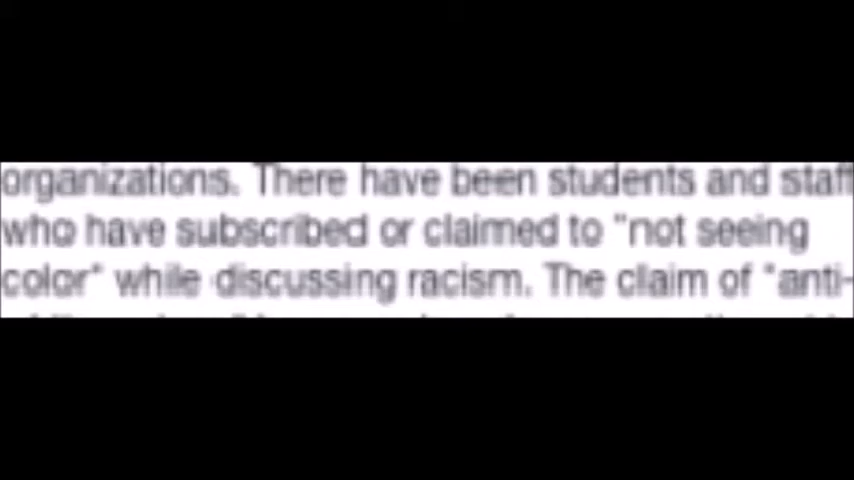 organizations. There have been students and staff
who have subscribed or claimed to "not seeing
color" while discussing racism. The claim of "anti-